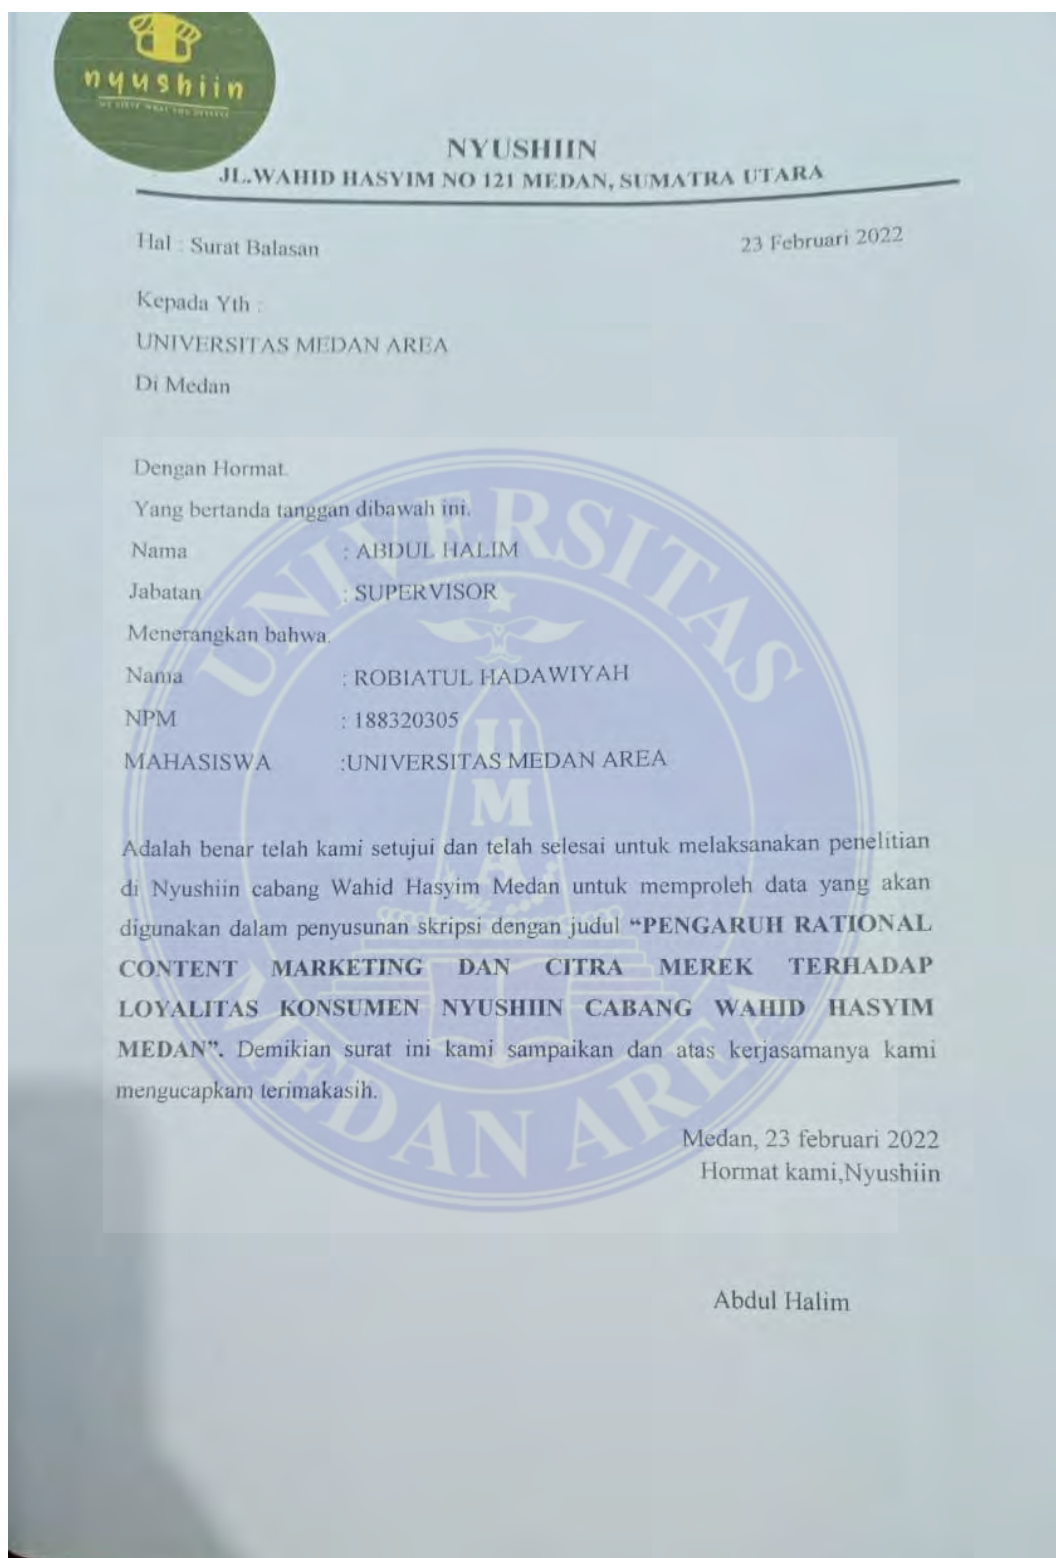 nyushiin
NYUSHIIN
JL.WAHID HASYIM NO 121 MEDAN, SUMATRA UTARA
Hal : Surat Balasan 23 Februari 2022
Kepada Yth :
UNIVERSITAS MEDAN AREA
Di Medan
Dengan Hormat.
Yang bertanda tanggan dibawah ini.
Nama : ABDUL HALIM
Jabatan : SUPERVISOR
Menerangkan bahwa.
Nama : ROBIATUL HADAWIYAH
NPM : 188320305
MAHASISWA :UNIVERSITAS MEDAN AREA
Adalah benar telah kami setujui dan telah selesai untuk melaksanakan penelitian
di Nyushiin cabang Wahid Hasyim Medan untuk memproleh data yang akan
digunakan dalam penyusunan skripsi dengan judul “PENGARUH RATIONAL
CONTENT MARKETING DAN CITRA MEREK TERHADAP
LOYALITAS KONSUMEN NYUSHIIN CABANG WAHID HASYIM
MEDAN”. Demikian surat ini kami sampaikan dan atas kerjasamanya kami
mengucapkam terimakasih.
Medan, 23 februari 2022
Hormat kami,Nyushiin
Abdul Halim
UNIVERSITAS
UMA
MEDAN AREA